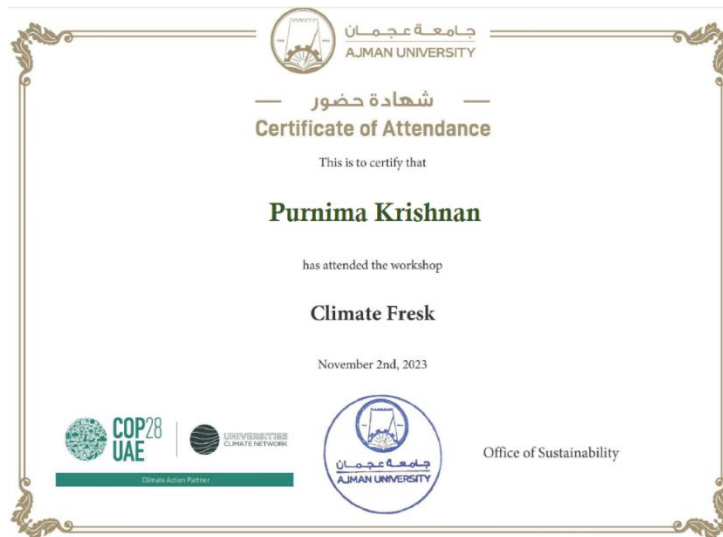 جامعة عجمان
AJMAN UNIVERSITY
شهادة حضور
Certificate of Attendance
This is to certify that
Purnima Krishnan
has attended the workshop
Climate Fresk
November 2nd, 2023
COP28
UAE
UNIVERSITIES
CLIMATE NETWORK
Climate Action Partner
جامعة عجمان
AJMAN UNIVERSITY
Office of Sustainability